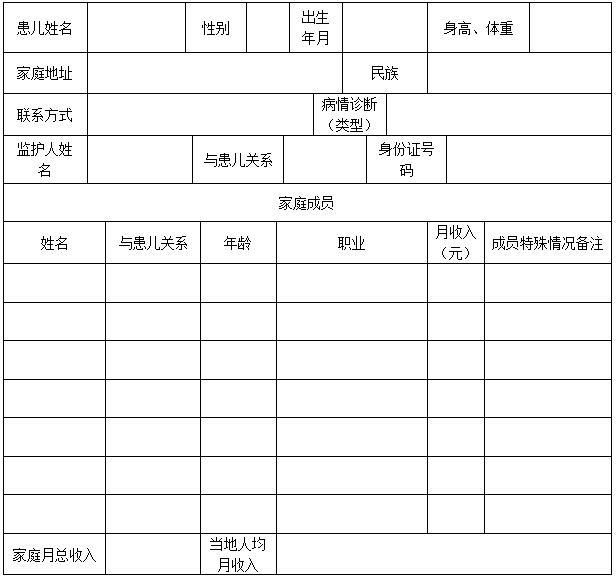 患儿姓名 性别 出生年月 身高、体重
家庭地址 民族
联系方式 病情诊断（类型）
监护人姓名 与患儿关系 身份证号码
家庭成员
姓名 与患儿关系 年龄 职业 月收入（元） 成员特殊情况备注
家庭月总收入 当地人均月收入